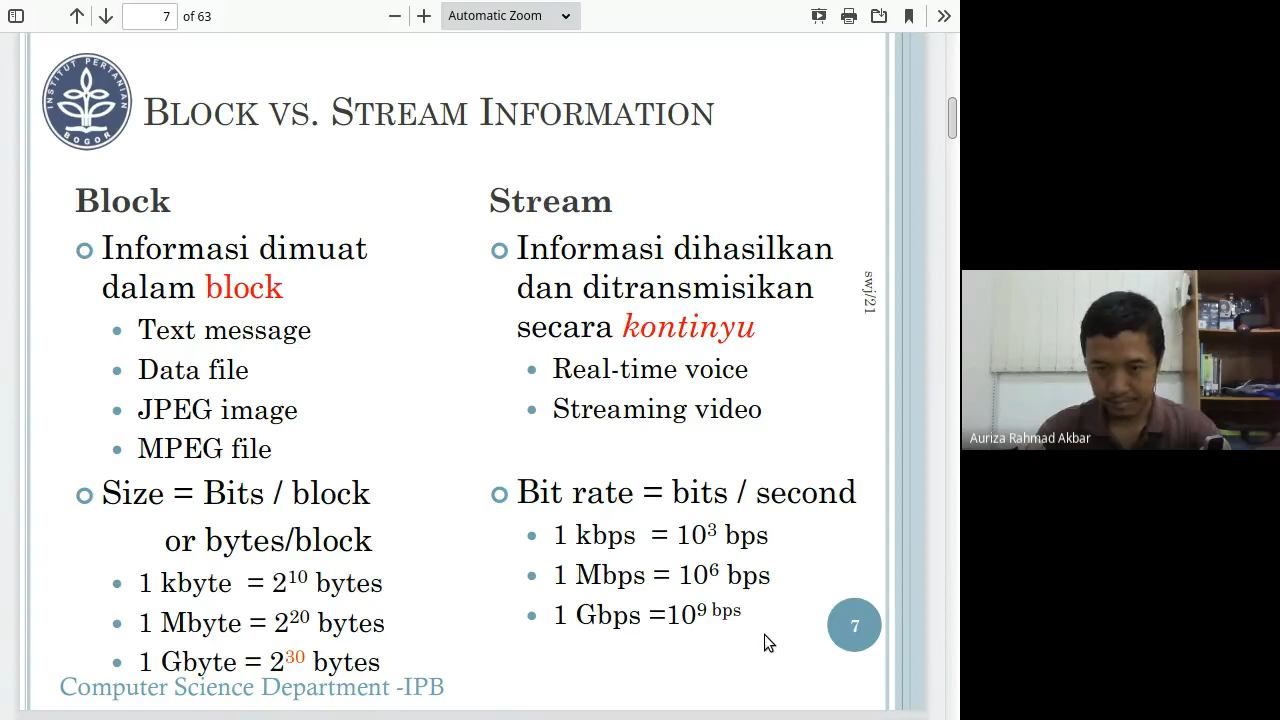 7 of 63
Automatic Zoom
INSTITUT PERTANIAN
BOGOR
BLOCK VS. STREAM INFORMATION
Block
Informasi dimuat
dalam block
Text message
Data file
JPEG image
MPEG file
Size = Bits / block
or bytes/block
1 kbyte = 2¹⁰ bytes
1 Mbyte = 2²⁰ bytes
1 Gbyte = 2³⁰ bytes
Stream
Informasi dihasilkan
dan ditransmisikan
secara kontinyu
Real-time voice
Streaming video
Bit rate = bits / second
1 kbps = 10³ bps
1 Mbps = 10⁶ bps
1 Gbps =10⁹ bps
swj/21
7
Computer Science Department -IPB
Auriza Rahmad Akbar